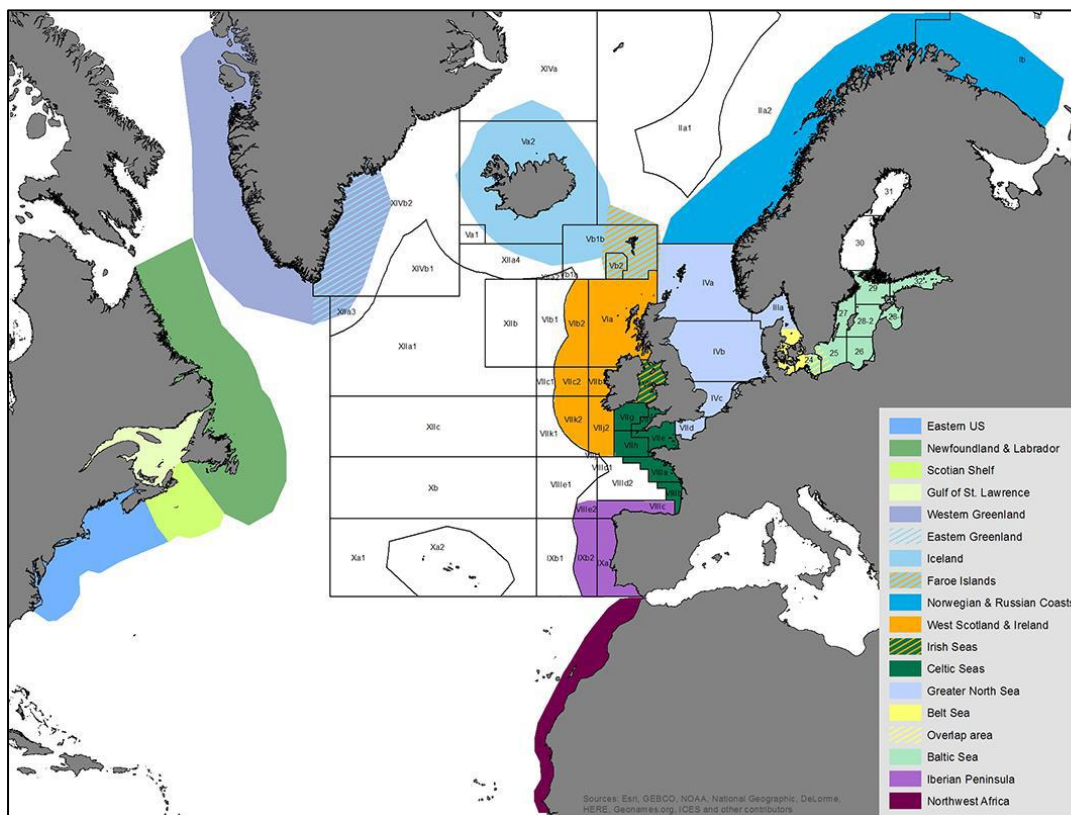 Ia
XIVa
Ib
IIa2
IIa1
Va2
31
XIVb2
Va1
Vb1b
30
XIVb1
XIIa4
Vb2
IVa
29
32
XIIa3
27
28-2
28-
XIIb
VIb1
VIb2
VIa
IIIa
XIIa1
IVb
24
25
26
VIIc1
VIIc2
VIIb
IVc
XIIc
VIIk2
VIIj2
VIIg
VIIe
VIId
VIIk1
VIIh
VIIId1
VIIIa
Xb
VIIIe1
VIIId2
VIIIb
VIIIe2
VIIIc
Xa1
Xa2
IXb1
IXb2
IXa
Eastern US
Newfoundland & Labrador
Scotian Shelf
Gulf of St. Lawrence
Western Greenland
Eastern Greenland
Iceland
Faroe Islands
Norwegian & Russian Coasts
West Scotland & Ireland
Irish Seas
Celtic Seas
Greater North Sea
Belt Sea
Overlap area
Baltic Sea
Iberian Peninsula
Northwest Africa
Sources: Esri, GEBCO, NOAA, National Geographic, DeLorme,
HERE, Geonames.org, ICES and other contributors